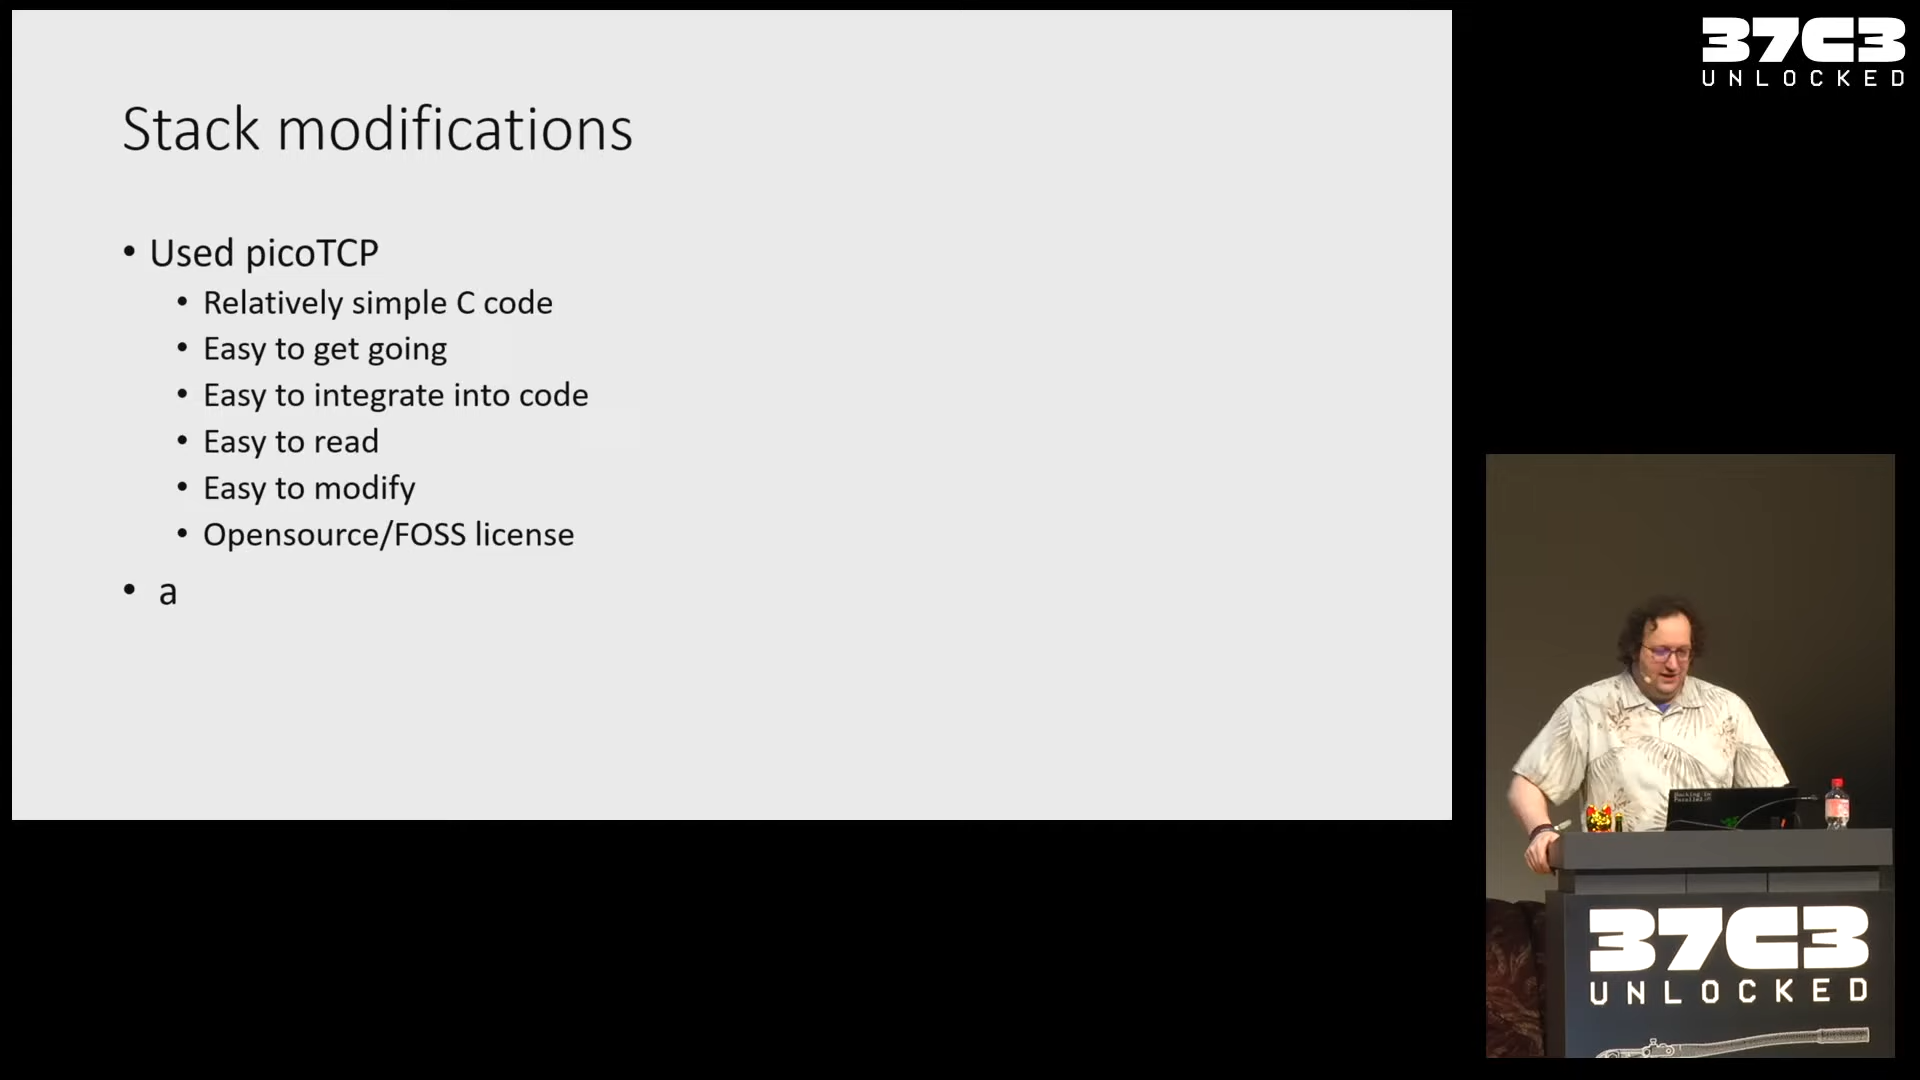 37C3
UNLOCKED
Stack modifications
• Used picoTCP
• Relatively simple C code
• Easy to get going
• Easy to integrate into code
• Easy to read
• Easy to modify
• Opensource/FOSS license
• a
37C3
UNLOCKED